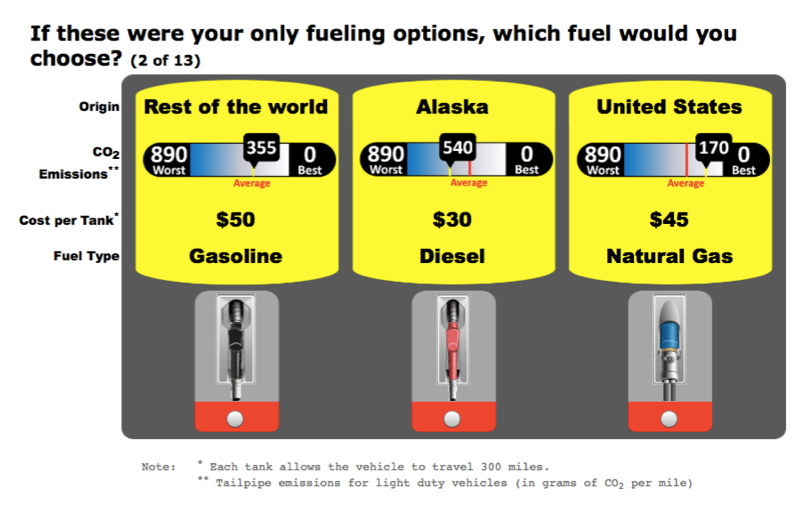 If these were your only fueling options, which fuel would you
choose? (2 of 13)
Origin Rest of the world Alaska United States
CO₂ Emissions** 890 Worst 355 0 Best Average 890 Worst 540 0 Best Average 890 Worst 170 0 Best Average
Cost per Tank* $50 $30 $45
Fuel Type Gasoline Diesel Natural Gas
Note: * Each tank allows the vehicle to travel 300 miles.
** Tailpipe emissions for light duty vehicles (in grams of CO₂ per mile)